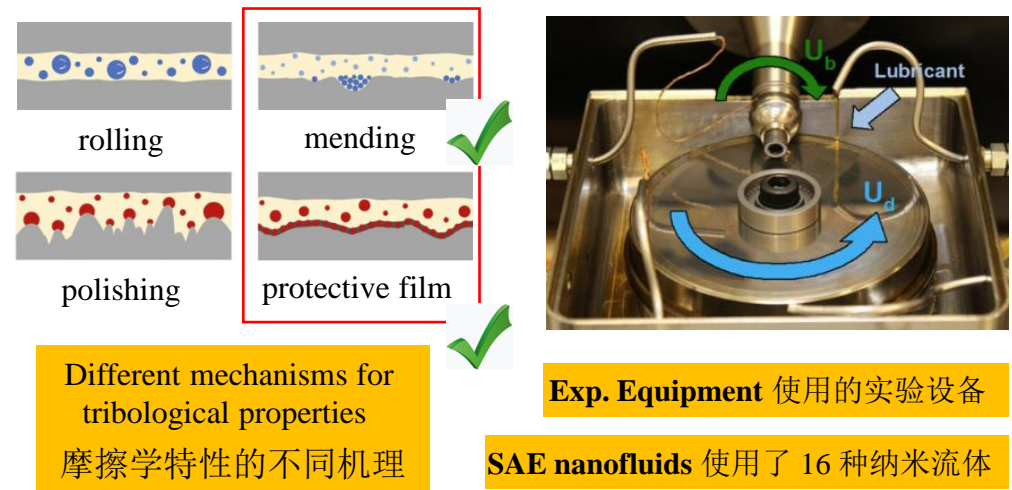 rolling
mending
polishing
protective film
Different mechanisms for
tribological properties
摩擦学特性的不同机理
U_b
Lubricant
U_d
Exp. Equipment 使用的实验设备
SAE nanofluids 使用了 16 种纳米流体